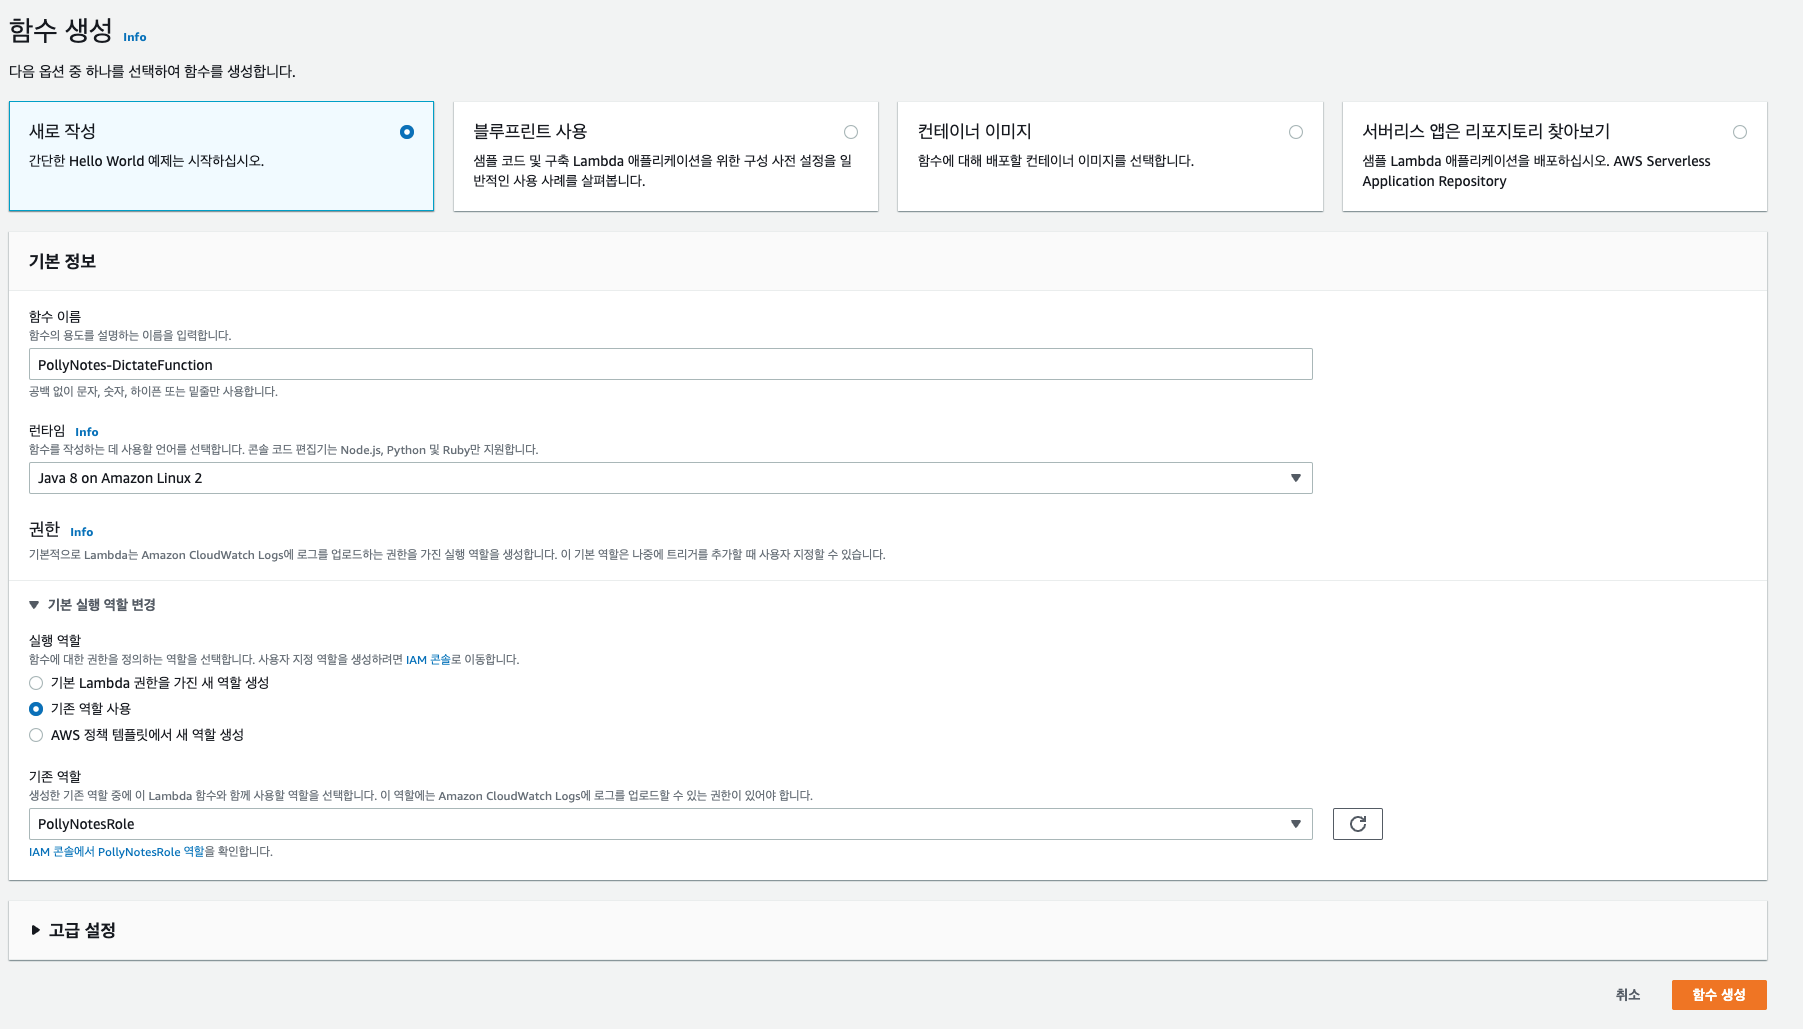 함수 생성 Info
다음 옵션 중 하나를 선택하여 함수를 생성합니다.
새로 작성
간단한 Hello World 예제는 시작하십시오.
블루프린트 사용
샘플 코드 및 구축 Lambda 애플리케이션을 위한 구성 사전 설정을 일
반적인 사용 사례를 살펴봅니다.
컨테이너 이미지
함수에 대해 배포할 컨테이너 이미지를 선택합니다.
서버리스 앱은 리포지토리 찾아보기
샘플 Lambda 애플리케이션을 배포하십시오. AWS Serverless
Application Repository
기본 정보
함수 이름
함수의 용도를 설명하는 이름을 입력합니다.
PollyNotes-DictateFunction
공백 없이 문자, 숫자, 하이픈 또는 밑줄만 사용합니다.
런타임 Info
함수를 작성하는 데 사용할 언어를 선택합니다. 콘솔 코드 편집기는 Node.js, Python 및 Ruby만 지원합니다.
Java 8 on Amazon Linux 2
권한 Info
기본적으로 Lambda는 Amazon CloudWatch Logs에 로그를 업로드하는 권한을 가진 실행 역할을 생성합니다. 이 기본 역할은 나중에 트리거를 추가할 때 사용자 지정할 수 있습니다.
기본 실행 역할 변경
실행 역할
함수에 대한 권한을 정의하는 역할을 선택합니다. 사용자 지정 역할을 생성하려면 IAM 콘솔로 이동합니다.
기본 Lambda 권한을 가진 새 역할 생성
기존 역할 사용
AWS 정책 템플릿에서 새 역할 생성
기존 역할
생성한 기존 역할 중에 이 Lambda 함수와 함께 사용할 역할을 선택합니다. 이 역할에는 Amazon CloudWatch Logs에 로그를 업로드할 수 있는 권한이 있어야 합니다.
PollyNotesRole
IAM 콘솔에서 PollyNotesRole 역할을 확인합니다.
고급 설정
취소
함수 생성